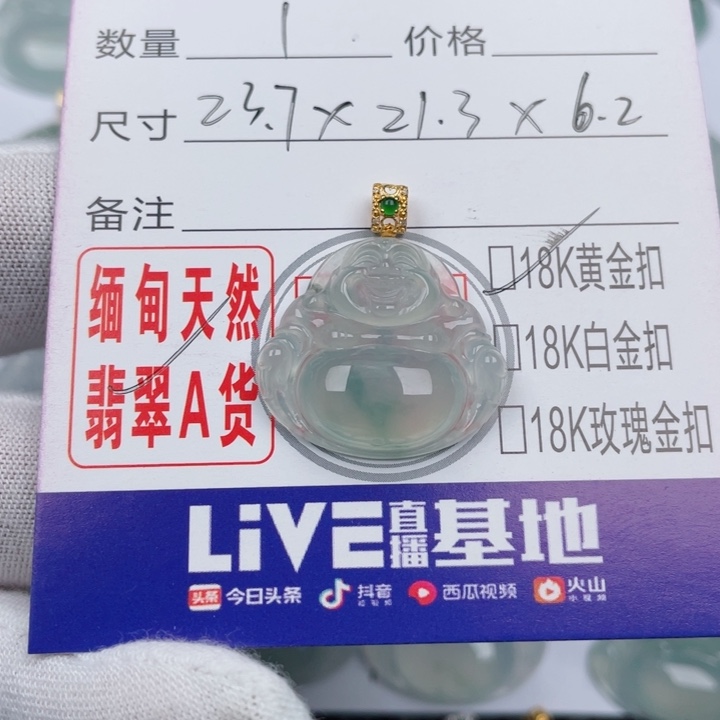 数量 1 价格
尺寸 23.7×21.3×6.2
备注
缅甸天然
翡翠A货
□18K黄金扣
□18K白金扣
□18K玫瑰金扣
LIVE直播基地
头条 今日头条 抖音 西瓜视频 火山小视频